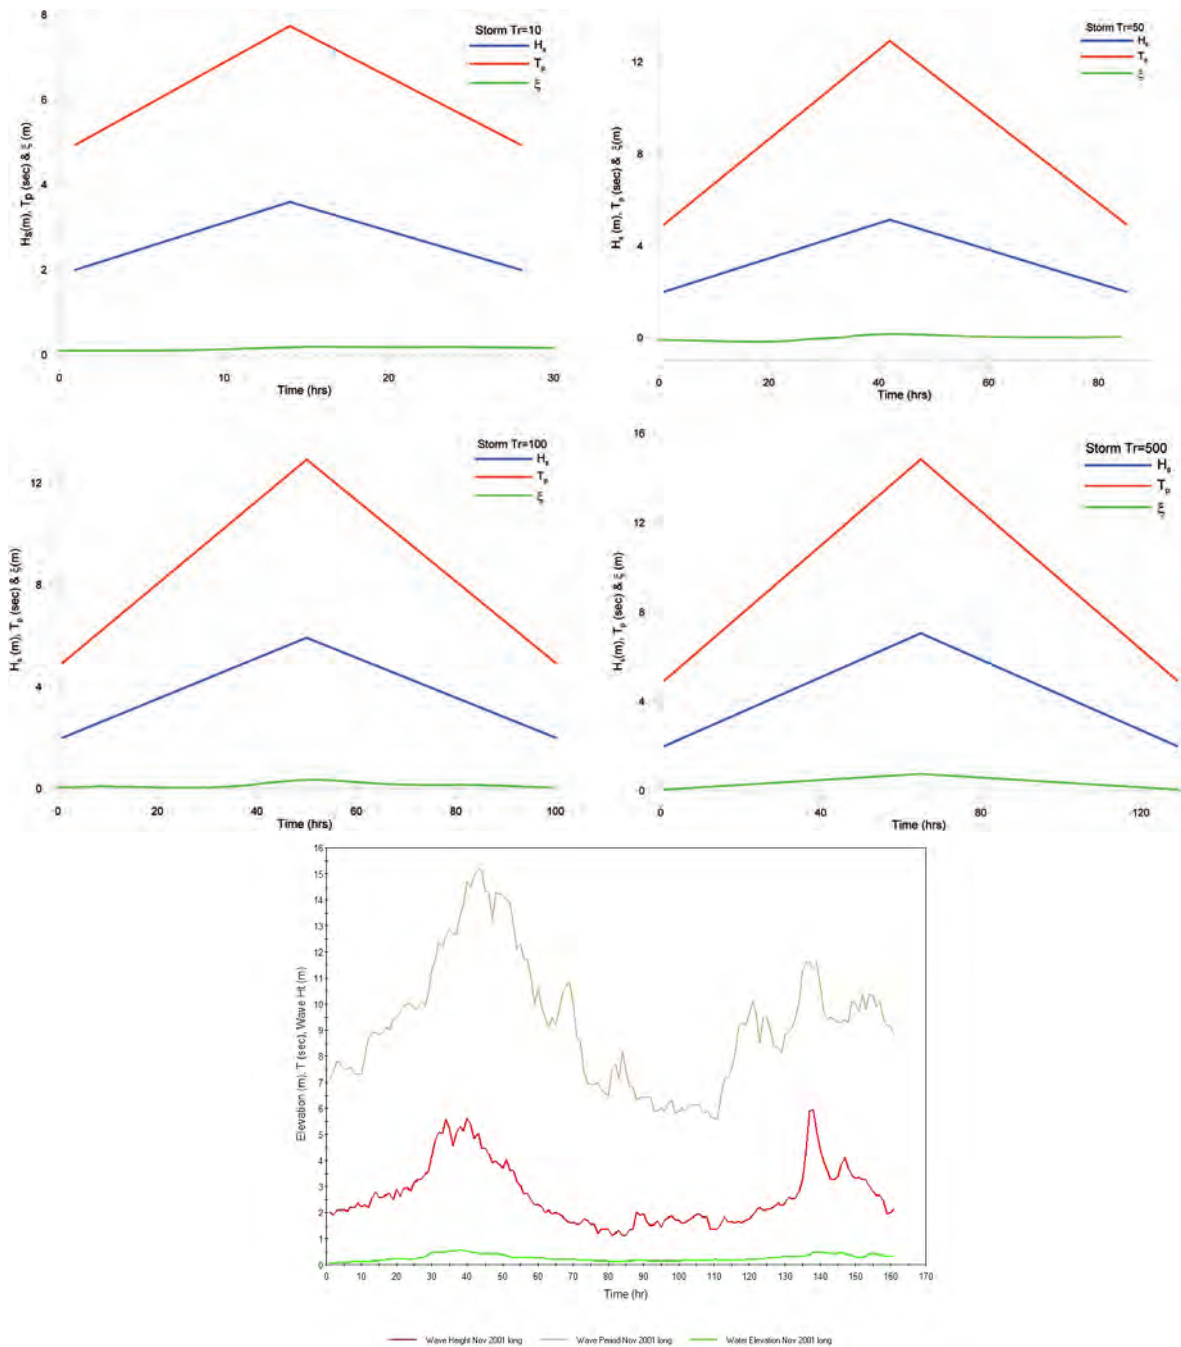 Storm Tr=10
Hs
Tp
ξ
Hs(m), Tp (sec) & ξ (m)
8
6
4
2
0
0 10 20 30
Time (hrs)
Storm Tr=50
Hs
Tp
ξ
Hs (m), Tp (sec) & ξ(m)
12
8
4
0
0 20 40 60 80
Time (hrs)
Storm Tr=100
Hs
Tp
ξ
Hs(m), Tp (sec) & ξ(m)
12
8
4
0
0 20 40 60 80 100
Time (hrs)
Storm Tr=500
Hs
Tp
ξ
Hs(m), Tp (sec) & ξ(m)
16
12
8
4
0
0 40 80 120
Time (hrs)
Elevation (m), T (sec), Wave Ht (m)
16
15
14
13
12
11
10
9
8
7
6
5
4
3
2
1
0
0 10 20 30 40 50 60 70 80 90 100 110 120 130 140 150 160 170
Time (hr)
Wave Height Nov 2001 long Wave Period Nov 2001 long Water Elevation Nov 2001 long